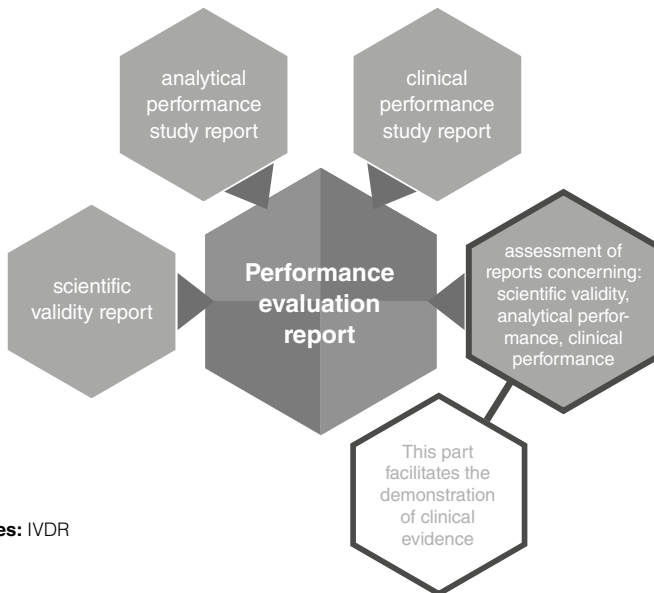 analytical
performance
study report
clinical
performance
study report
scientific
validity report
Performance
evaluation
report
assessment of
reports concerning:
scientific validity,
analytical perfor-
mance, clinical
performance
This part
facilitates the
demonstration
of clinical
evidence
es: IVDR